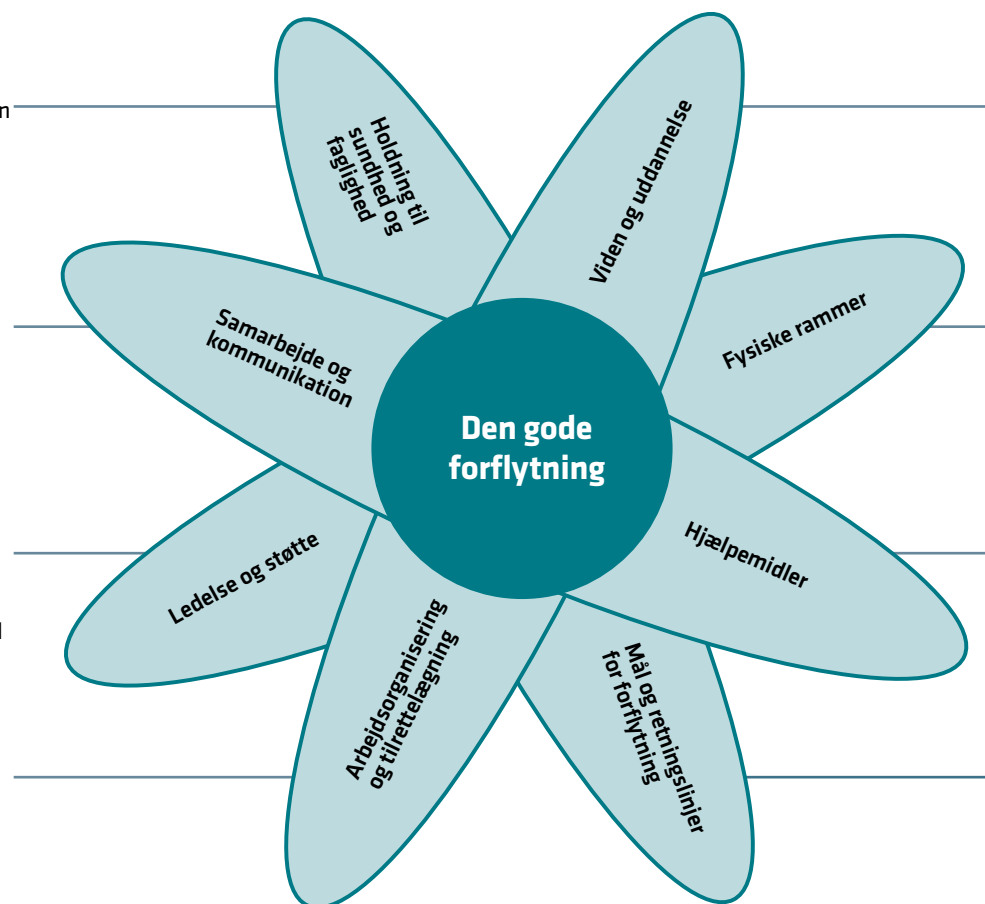 n
Holdning til
sundhed og
faglighed
Viden og uddannelse
Samarbejde og
kommunikation
Fysiske rammer
Den gode
forflytning
Hjælpemidler
Ledelse og støtte
Arbejdsorganisering
og tilrettelægning
Mål og retningslinjer
for forflytning